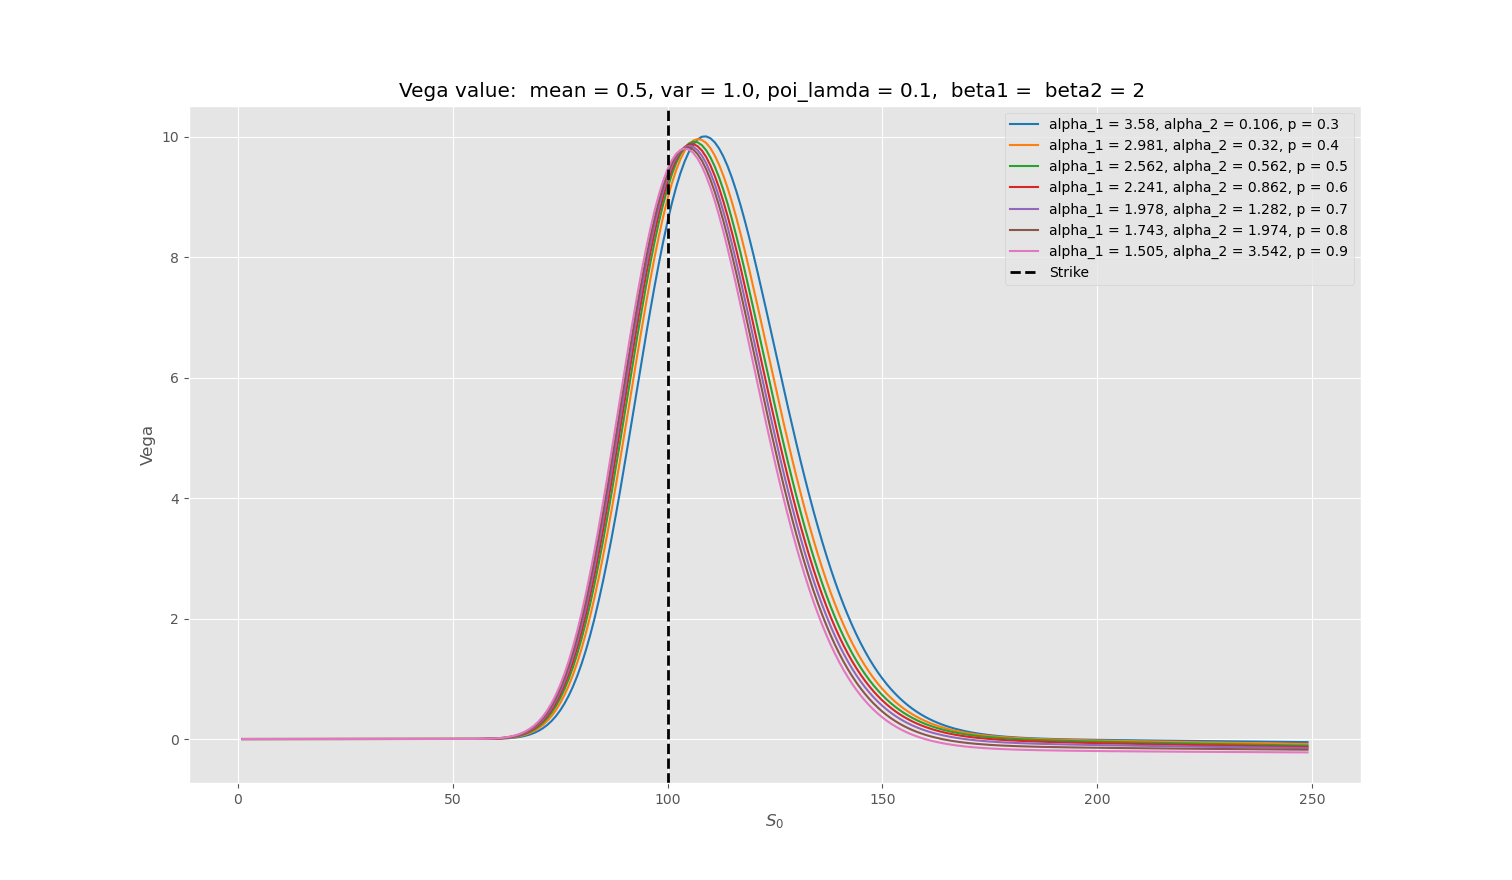 Vega value:  mean = 0.5, var = 1.0, poi_lamda = 0.1,  beta1 =  beta2 = 2
alpha_1 = 3.58, alpha_2 = 0.106, p = 0.3
alpha_1 = 2.981, alpha_2 = 0.32, p = 0.4
alpha_1 = 2.562, alpha_2 = 0.562, p = 0.5
alpha_1 = 2.241, alpha_2 = 0.862, p = 0.6
alpha_1 = 1.978, alpha_2 = 1.282, p = 0.7
alpha_1 = 1.743, alpha_2 = 1.974, p = 0.8
alpha_1 = 1.505, alpha_2 = 3.542, p = 0.9
Strike
10
8
6
4
2
0
Vega
0 50 100 150 200 250
S₀